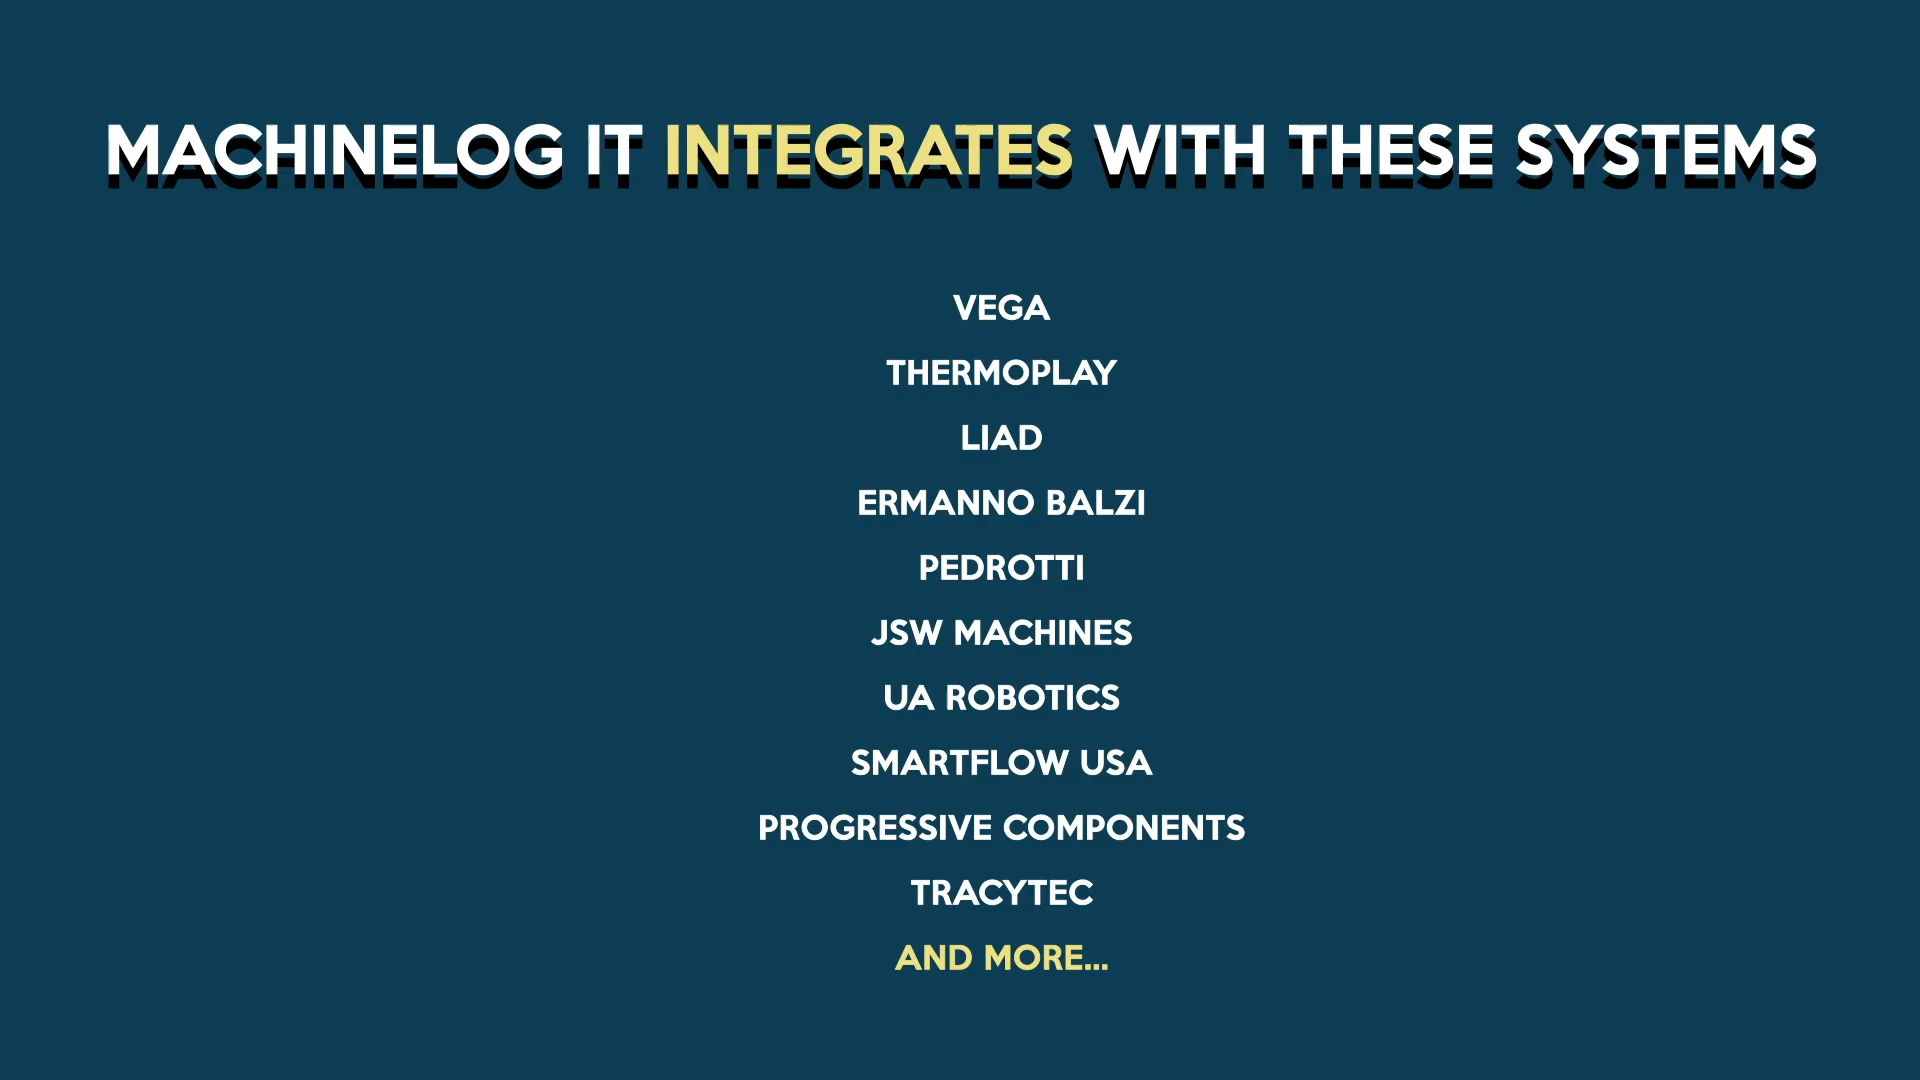 MACHINELOG IT INTEGRATES WITH THESE SYSTEMS
VEGA
THERMOPLAY
LIAD
ERMANNO BALZI
PEDROTTI
JSW MACHINES
UA ROBOTICS
SMARTFLOW USA
PROGRESSIVE COMPONENTS
TRACYTEC
AND MORE...